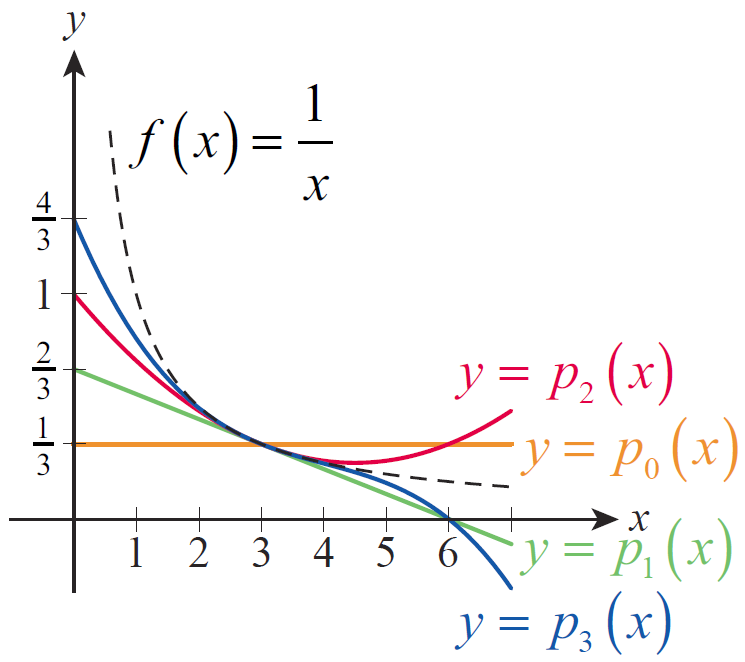 y
f(x) = 1/x
4/3
1
2/3
1/3
y = p₂(x)
y = p₀(x)
x
1 2 3 4 5 6
y = p₁(x)
y = p₃(x)